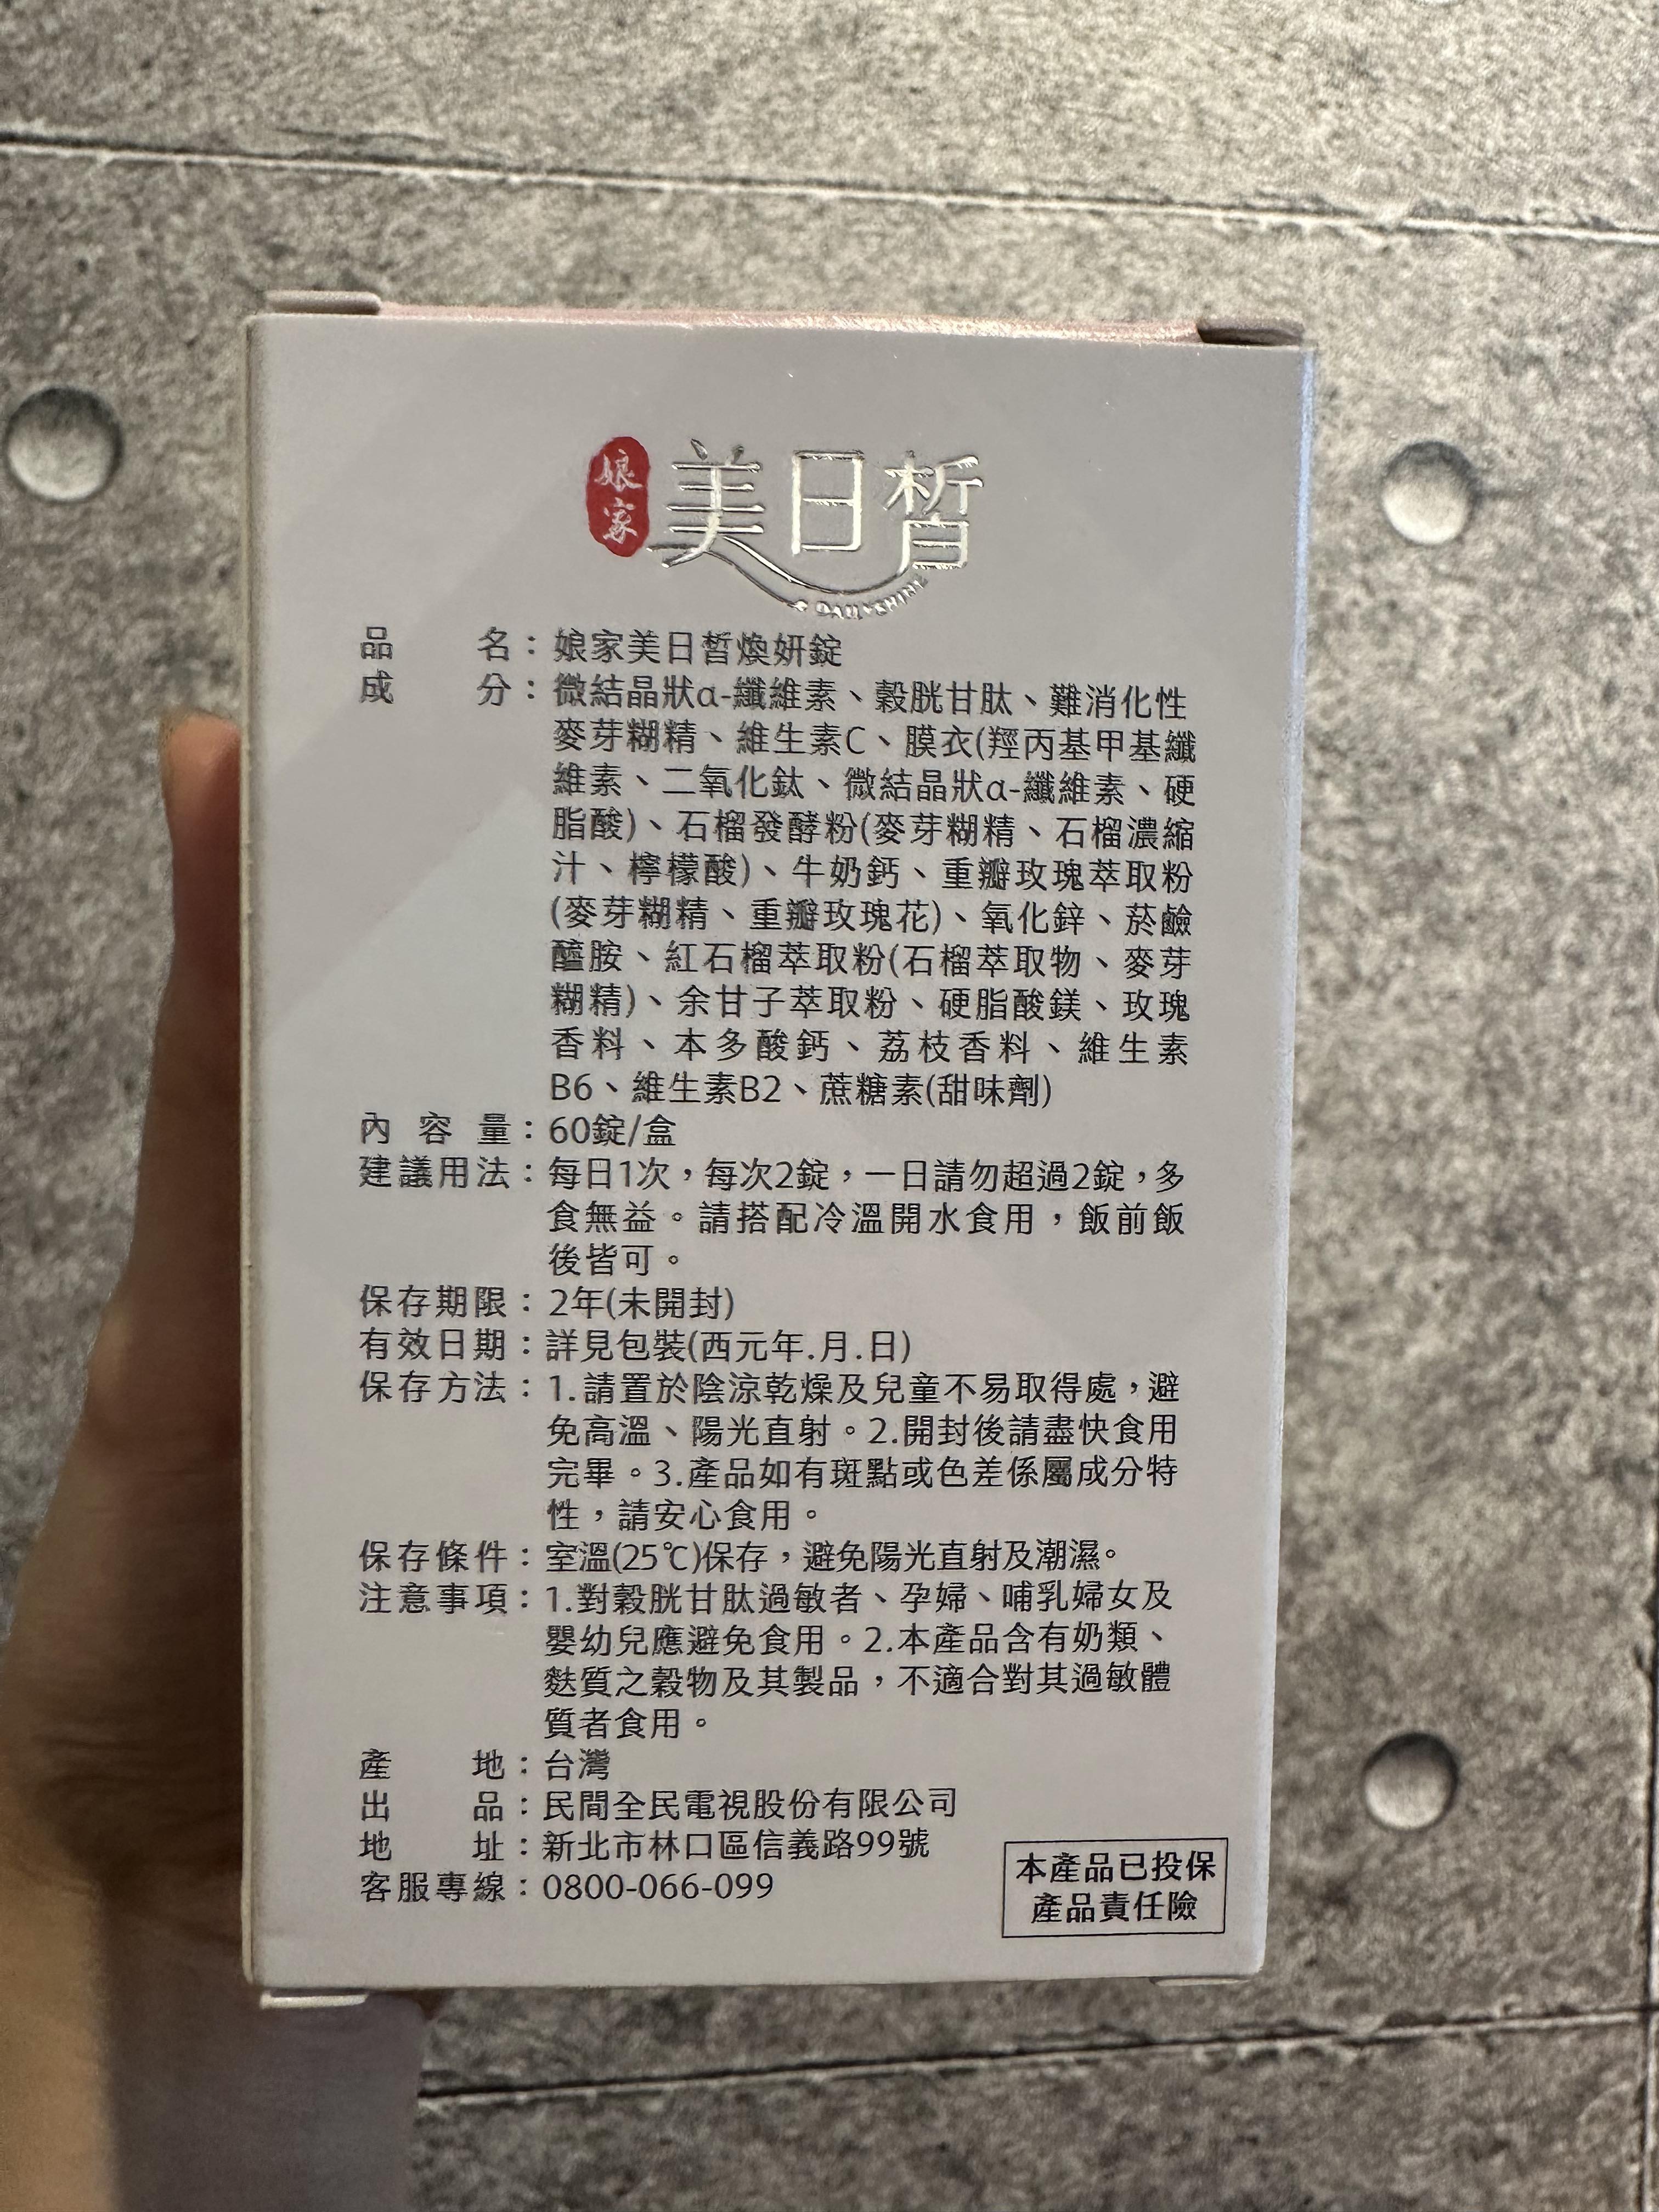 娘家
美日皙
DAILYSHINE
品名：娘家美日皙煥妍錠
成分：微結晶狀α-纖維素、穀胱甘肽、難消化性
麥芽糊精、維生素C、膜衣(羥丙基甲基纖
維素、二氧化鈦、微結晶狀α-纖維素、硬
脂酸)、石榴發酵粉(麥芽糊精、石榴濃縮
汁、檸檬酸)、牛奶鈣、重瓣玫瑰萃取粉
(麥芽糊精、重瓣玫瑰花)、氧化鋅、菸鹼
醯胺、紅石榴萃取粉(石榴萃取物、麥芽
糊精)、余甘子萃取粉、硬脂酸鎂、玫瑰
香料、本多酸鈣、荔枝香料、維生素
B6、維生素B2、蔗糖素(甜味劑)
內容量：60錠/盒
建議用法：每日1次，每次2錠，一日請勿超過2錠，多
食無益。請搭配冷溫開水食用，飯前飯
後皆可。
保存期限：2年(未開封)
有效日期：詳見包裝(西元年.月.日)
保存方法：1.請置於陰涼乾燥及兒童不易取得處，避
免高溫、陽光直射。2.開封後請盡快食用
完畢。3.產品如有斑點或色差係屬成分特
性，請安心食用。
保存條件：室溫(25℃)保存，避免陽光直射及潮濕。
注意事項：1.對穀胱甘肽過敏者、孕婦、哺乳婦女及
嬰幼兒應避免食用。2.本產品含有奶類、
麩質之穀物及其製品，不適合對其過敏體
質者食用。
產地：台灣
出品：民間全民電視股份有限公司
地址：新北市林口區信義路99號
客服專線：0800-066-099
本產品已投保
產品責任險